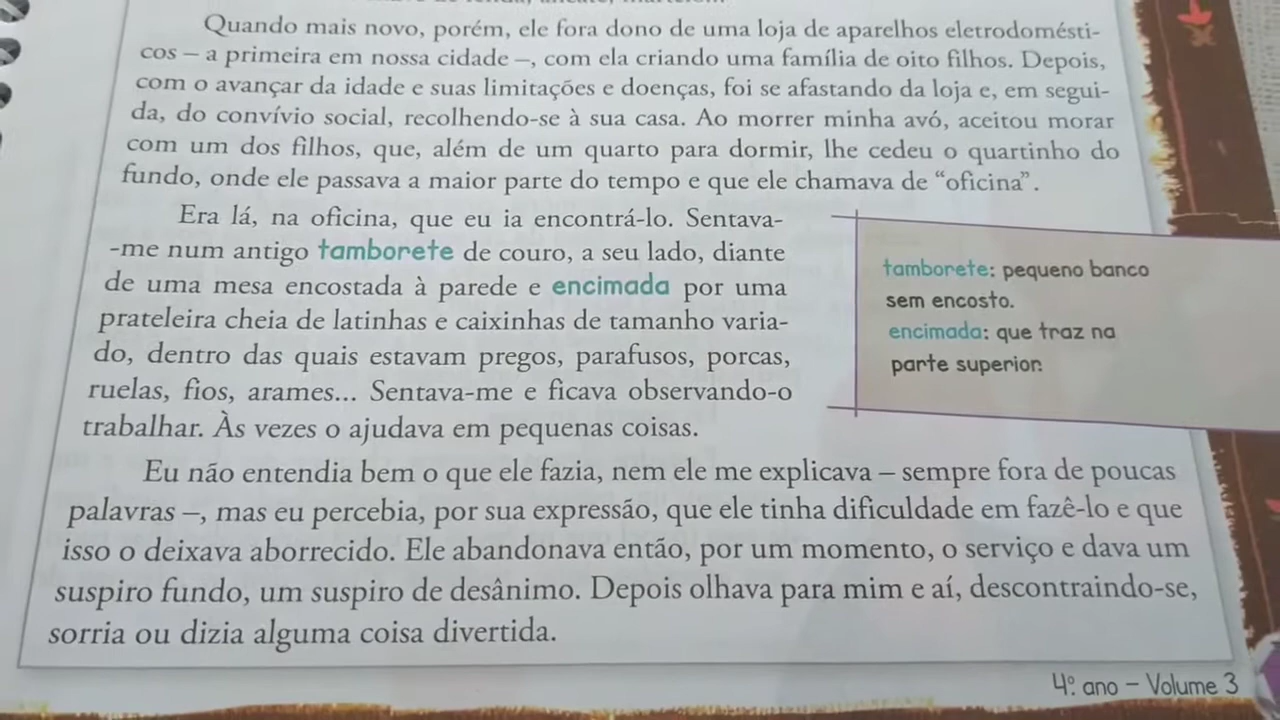 Quando mais novo, porém, ele fora dono de uma loja de aparelhos eletrodomésti-
cos – a primeira em nossa cidade –, com ela criando uma família de oito filhos. Depois,
com o avançar da idade e suas limitações e doenças, foi se afastando da loja e, em segui-
da, do convívio social, recolhendo-se à sua casa. Ao morrer minha avó, aceitou morar
com um dos filhos, que, além de um quarto para dormir, lhe cedeu o quartinho do
fundo, onde ele passava a maior parte do tempo e que ele chamava de “oficina”.
Era lá, na oficina, que eu ia encontrá-lo. Sentava-
-me num antigo tamborete de couro, a seu lado, diante
de uma mesa encostada à parede e encimada por uma
prateleira cheia de latinhas e caixinhas de tamanho varia-
do, dentro das quais estavam pregos, parafusos, porcas,
ruelas, fios, arames... Sentava-me e ficava observando-o
trabalhar. Às vezes o ajudava em pequenas coisas.
tamborete: pequeno banco
sem encosto.
encimada: que traz na
parte superior.
Eu não entendia bem o que ele fazia, nem ele me explicava – sempre fora de poucas
palavras –, mas eu percebia, por sua expressão, que ele tinha dificuldade em fazê-lo e que
isso o deixava aborrecido. Ele abandonava então, por um momento, o serviço e dava um
suspiro fundo, um suspiro de desânimo. Depois olhava para mim e aí, descontraindo-se,
sorria ou dizia alguma coisa divertida.
4º. ano – Volume 3